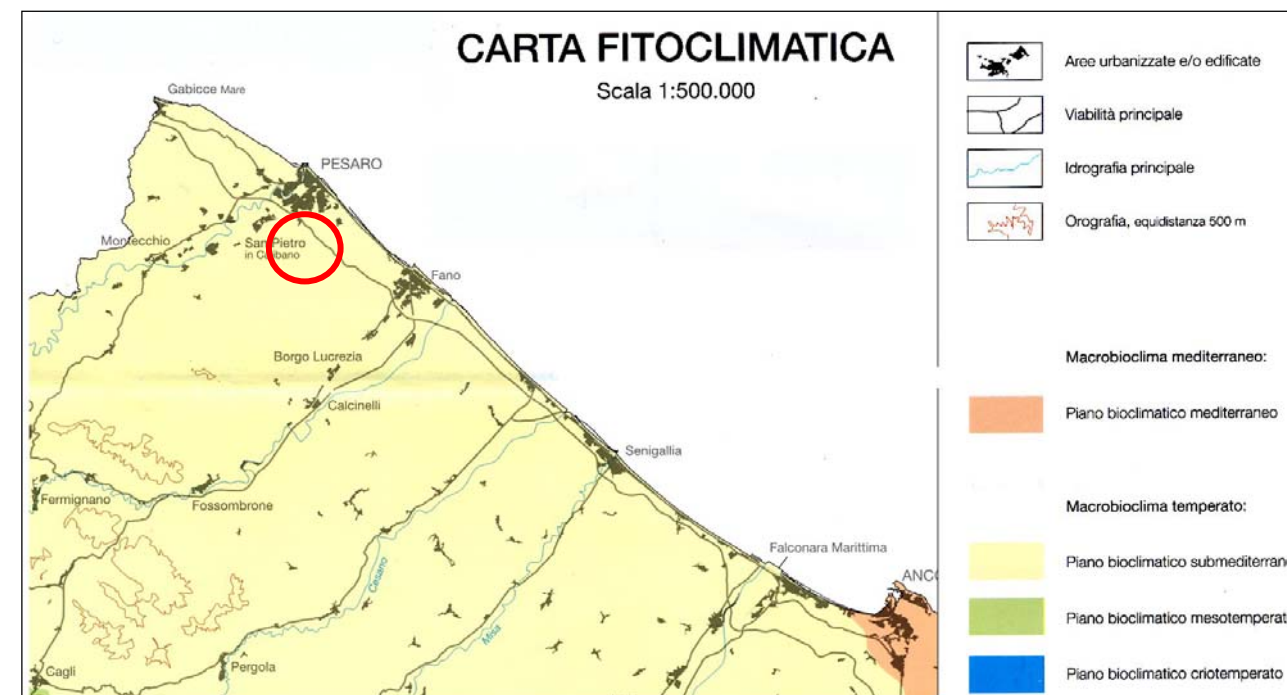 CARTA FITOCLIMATICA
Scala 1:500.000
Gabicce Mare
PESARO
Montecchio
San Pietro
in Calibano
Fano
Borgo Lucrezia
Calcinelli
Senigallia
Fermignano
Fossombrone
Falconara Marittima
ANC
Cesano
Misa
Cagli
Pergola
Aree urbanizzate e/o edificate
Viabilità principale
Idrografia principale
Orografia, equidistanza 500 m
Macrobioclima mediterraneo:
Piano bioclimatico mediterraneo
Macrobioclima temperato:
Piano bioclimatico submediterran
Piano bioclimatico mesotemperat
Piano bioclimatico criotemperato